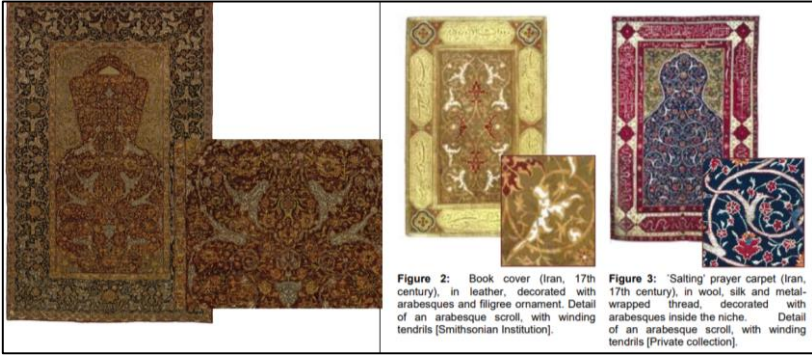 Figure 2: Book cover (Iran, 17th
century), in leather, decorated with
arabesques and filigree ornament. Detail
of an arabesque scroll, with winding
tendrils [Smithsonian Institution].
Figure 3: ‘Salting’ prayer carpet (Iran,
17th century), in wool, silk and metal-
wrapped thread, decorated with
arabesques inside the niche. Detail
of an arabesque scroll, with winding
tendrils [Private collection].